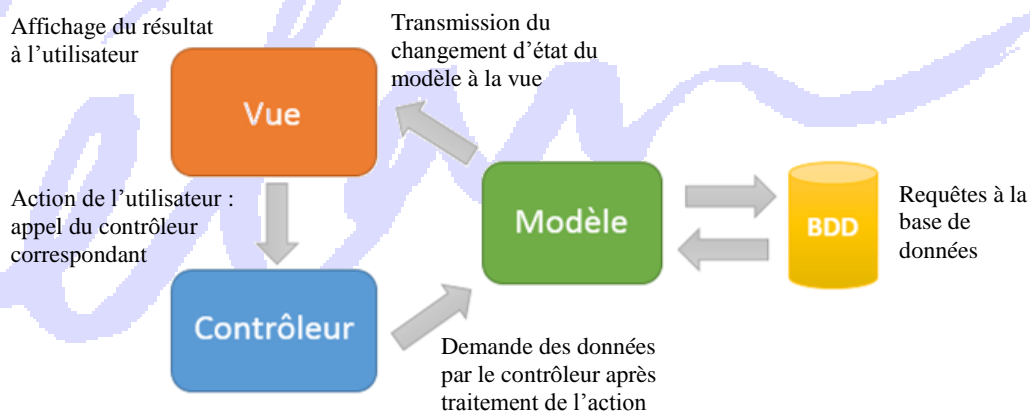 Affichage du résultat
à l’utilisateur
Transmission du
changement d’état du
modèle à la vue
Vue
Action de l’utilisateur :
appel du contrôleur
correspondant
Modèle
BDD
Requêtes à la
base de
données
Contrôleur
Demande des données
par le contrôleur après
traitement de l’action